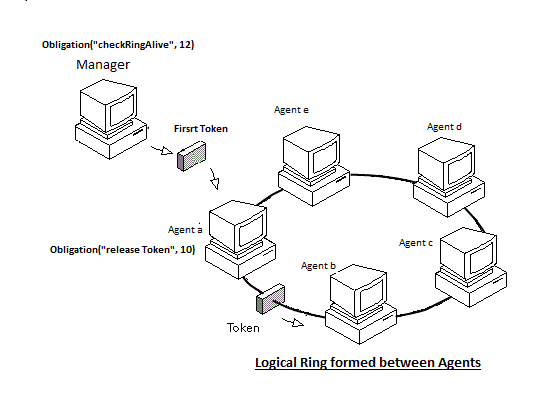 Obligation("checkRingAlive", 12)
Manager
Agent e
Firsrt Token
Agent d
Agent a
Agent c
Obligation("release Token", 10)
Agent b
Token
Logical Ring formed between Agents